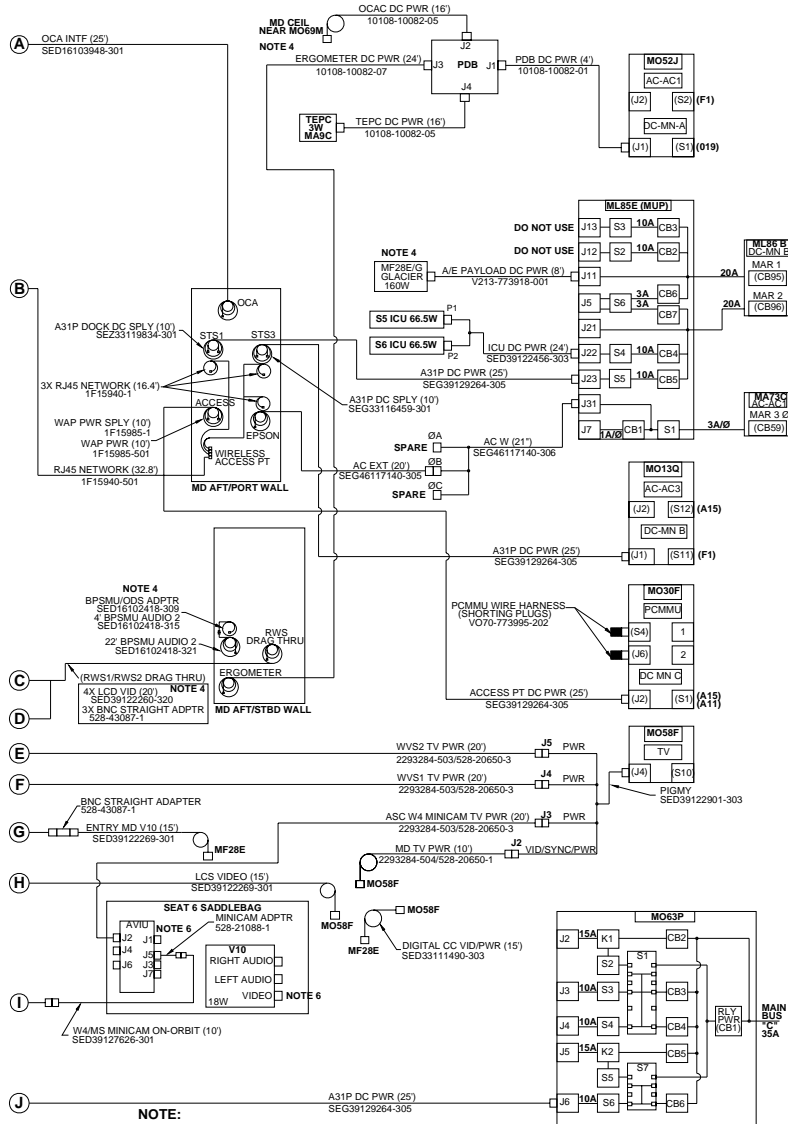 OCAC DC PWR (16')
10108-10082-05
MD CEIL
NEAR MO69M
NOTE 4
A
OCA INTF (25')
SED16103948-301
ERGOMETER DC PWR (24')
10108-10082-07
J2
J3
PDB
J1
J4
PDB DC PWR (4')
10108-10082-01
TEPC
3W
MA9C
TEPC DC PWR (16')
10108-10082-05
MO52J
AC-AC1
(J2)
(S2)
(F1)
DC-MN-A
(J1)
(S1)
(019)
ML85E (MUP)
DO NOT USE
J13
S3
10A
CB3
DO NOT USE
J12
S2
10A
CB2
NOTE 4
MF28E/G
GLACIER
160W
A/E PAYLOAD DC PWR (8')
V213-773918-001
J11
J5
S6
3A
3A
CB6
CB7
J21
S5 ICU 66.5W
P1
S6 ICU 66.5W
P2
ICU DC PWR (24')
SED39122456-303
J22
S4
10A
CB4
A31P DC PWR (25')
SEG39129264-305
J23
S5
10A
CB5
J31
J7
1A/Ø
CB1
S1
3A/Ø
20A
20A
ML86 B
DC-MN B
MAR 1
(CB95)
MAR 2
(CB96)
MA73C
AC-AC1
MAR 3 Ø
(CB59)
B
OCA
A31P DOCK DC SPLY (10')
SEZ33119834-301
STS1
STS3
3X RJ45 NETWORK (16.4')
1F15940-1
A31P DC SPLY (10')
SEG33116459-301
ACCESS
WAP PWR SPLY (10')
1F15985-1
WAP PWR (10')
1F15985-501
EPSON
WIRELESS
ACCESS PT
RJ45 NETWORK (32.8')
1F15940-501
MD AFT/PORT WALL
ØA
SPARE
ØB
AC EXT (20')
SEG46117140-305
ØC
SPARE
AC W (21")
SEG46117140-306
MO13Q
AC-AC3
(J2)
(S12)
(A15)
DC-MN B
(J1)
(S11)
(F1)
A31P DC PWR (25')
SEG39129264-305
NOTE 4
BPSMU/ODS ADPTR
SED16102418-309
4' BPSMU AUDIO 2
SED16102418-315
22' BPSMU AUDIO 2
SED16102418-321
RWS
DRAG THRU
ERGOMETER
MD AFT/STBD WALL
PCMMU WIRE HARNESS
(SHORTING PLUGS)
VO70-773995-202
MO30F
PCMMU
(S4)
1
(J6)
2
DC MN C
(J2)
(S1)
(A15)
(A11)
ACCESS PT DC PWR (25')
SEG39129264-305
C
(RWS1/RWS2 DRAG THRU)
4X LCD VID (20')
NOTE 4
SED39122260-320
3X BNC STRAIGHT ADPTR
528-43087-1
D
MO58F
TV
(J4)
(S10)
PIGMY
SED39122901-303
E
WVS2 TV PWR (20')
2293284-503/528-20650-3
J5
PWR
F
WVS1 TV PWR (20')
2293284-503/528-20650-3
J4
PWR
BNC STRAIGHT ADAPTER
528-43087-1
G
ENTRY MD V10 (15')
SED39122269-301
MF28E
ASC W4 MINICAM TV PWR (20')
2293284-503/528-20650-3
J3
PWR
MD TV PWR (10')
2293284-504/528-20650-1
J2
VID/SYNC/PWR
MO58F
H
LCS VIDEO (15')
SED39122269-301
MO58F
MO58F
MF28E
DIGITAL CC VID/PWR (15')
SED33111490-303
SEAT 6 SADDLEBAG
AVIU
NOTE 6
MINICAM ADPTR
528-21088-1
J2
J1
J4
J5
J6
J3
J7
V10
RIGHT AUDIO
LEFT AUDIO
VIDEO
NOTE 6
18W
I
W4/MS MINICAM ON-ORBIT (10')
SED39127626-301
MO63P
J2
15A
K1
CB2
S2
S1
J3
10A
S3
CB3
J4
10A
S4
CB4
J5
15A
K2
CB5
S5
S7
J6
10A
S6
CB6
RLY
PWR
(CB1)
MAIN
BUS
"C"
35A
J
A31P DC PWR (25')
SEG39129264-305
NOTE: